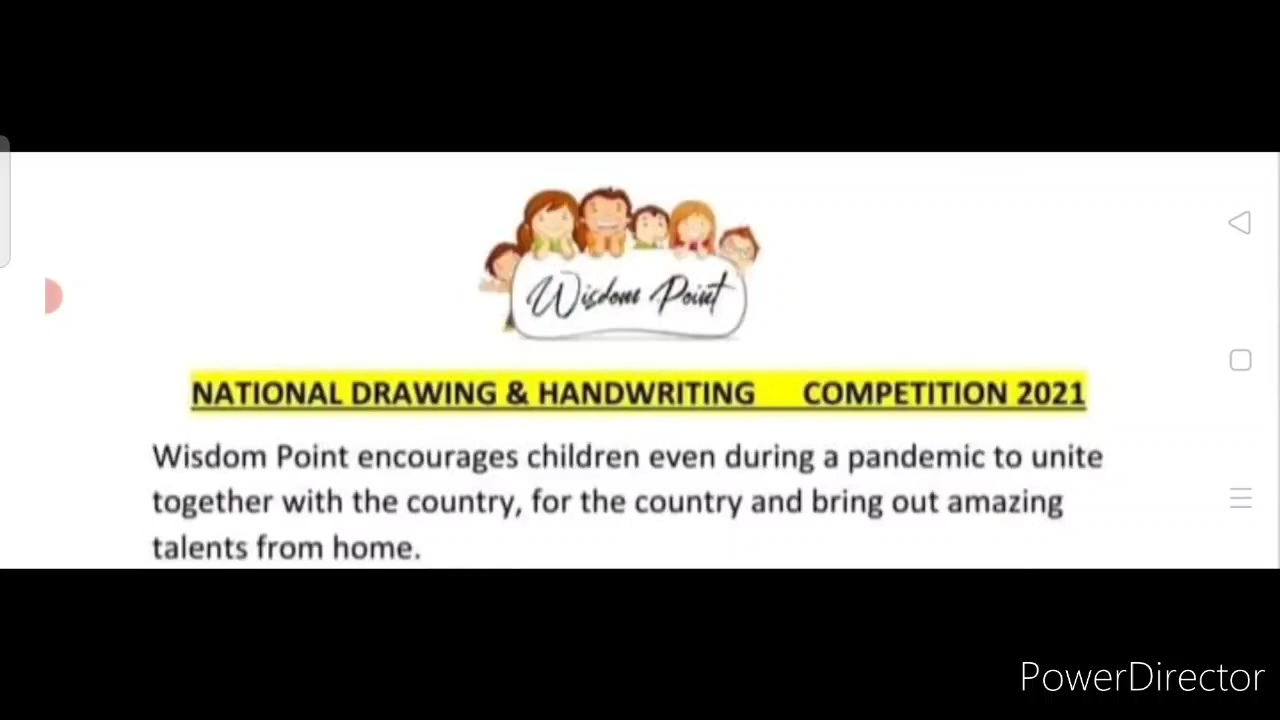 Wisdom Point
NATIONAL DRAWING & HANDWRITING COMPETITION 2021
Wisdom Point encourages children even during a pandemic to unite
together with the country, for the country and bring out amazing
talents from home.
PowerDirector